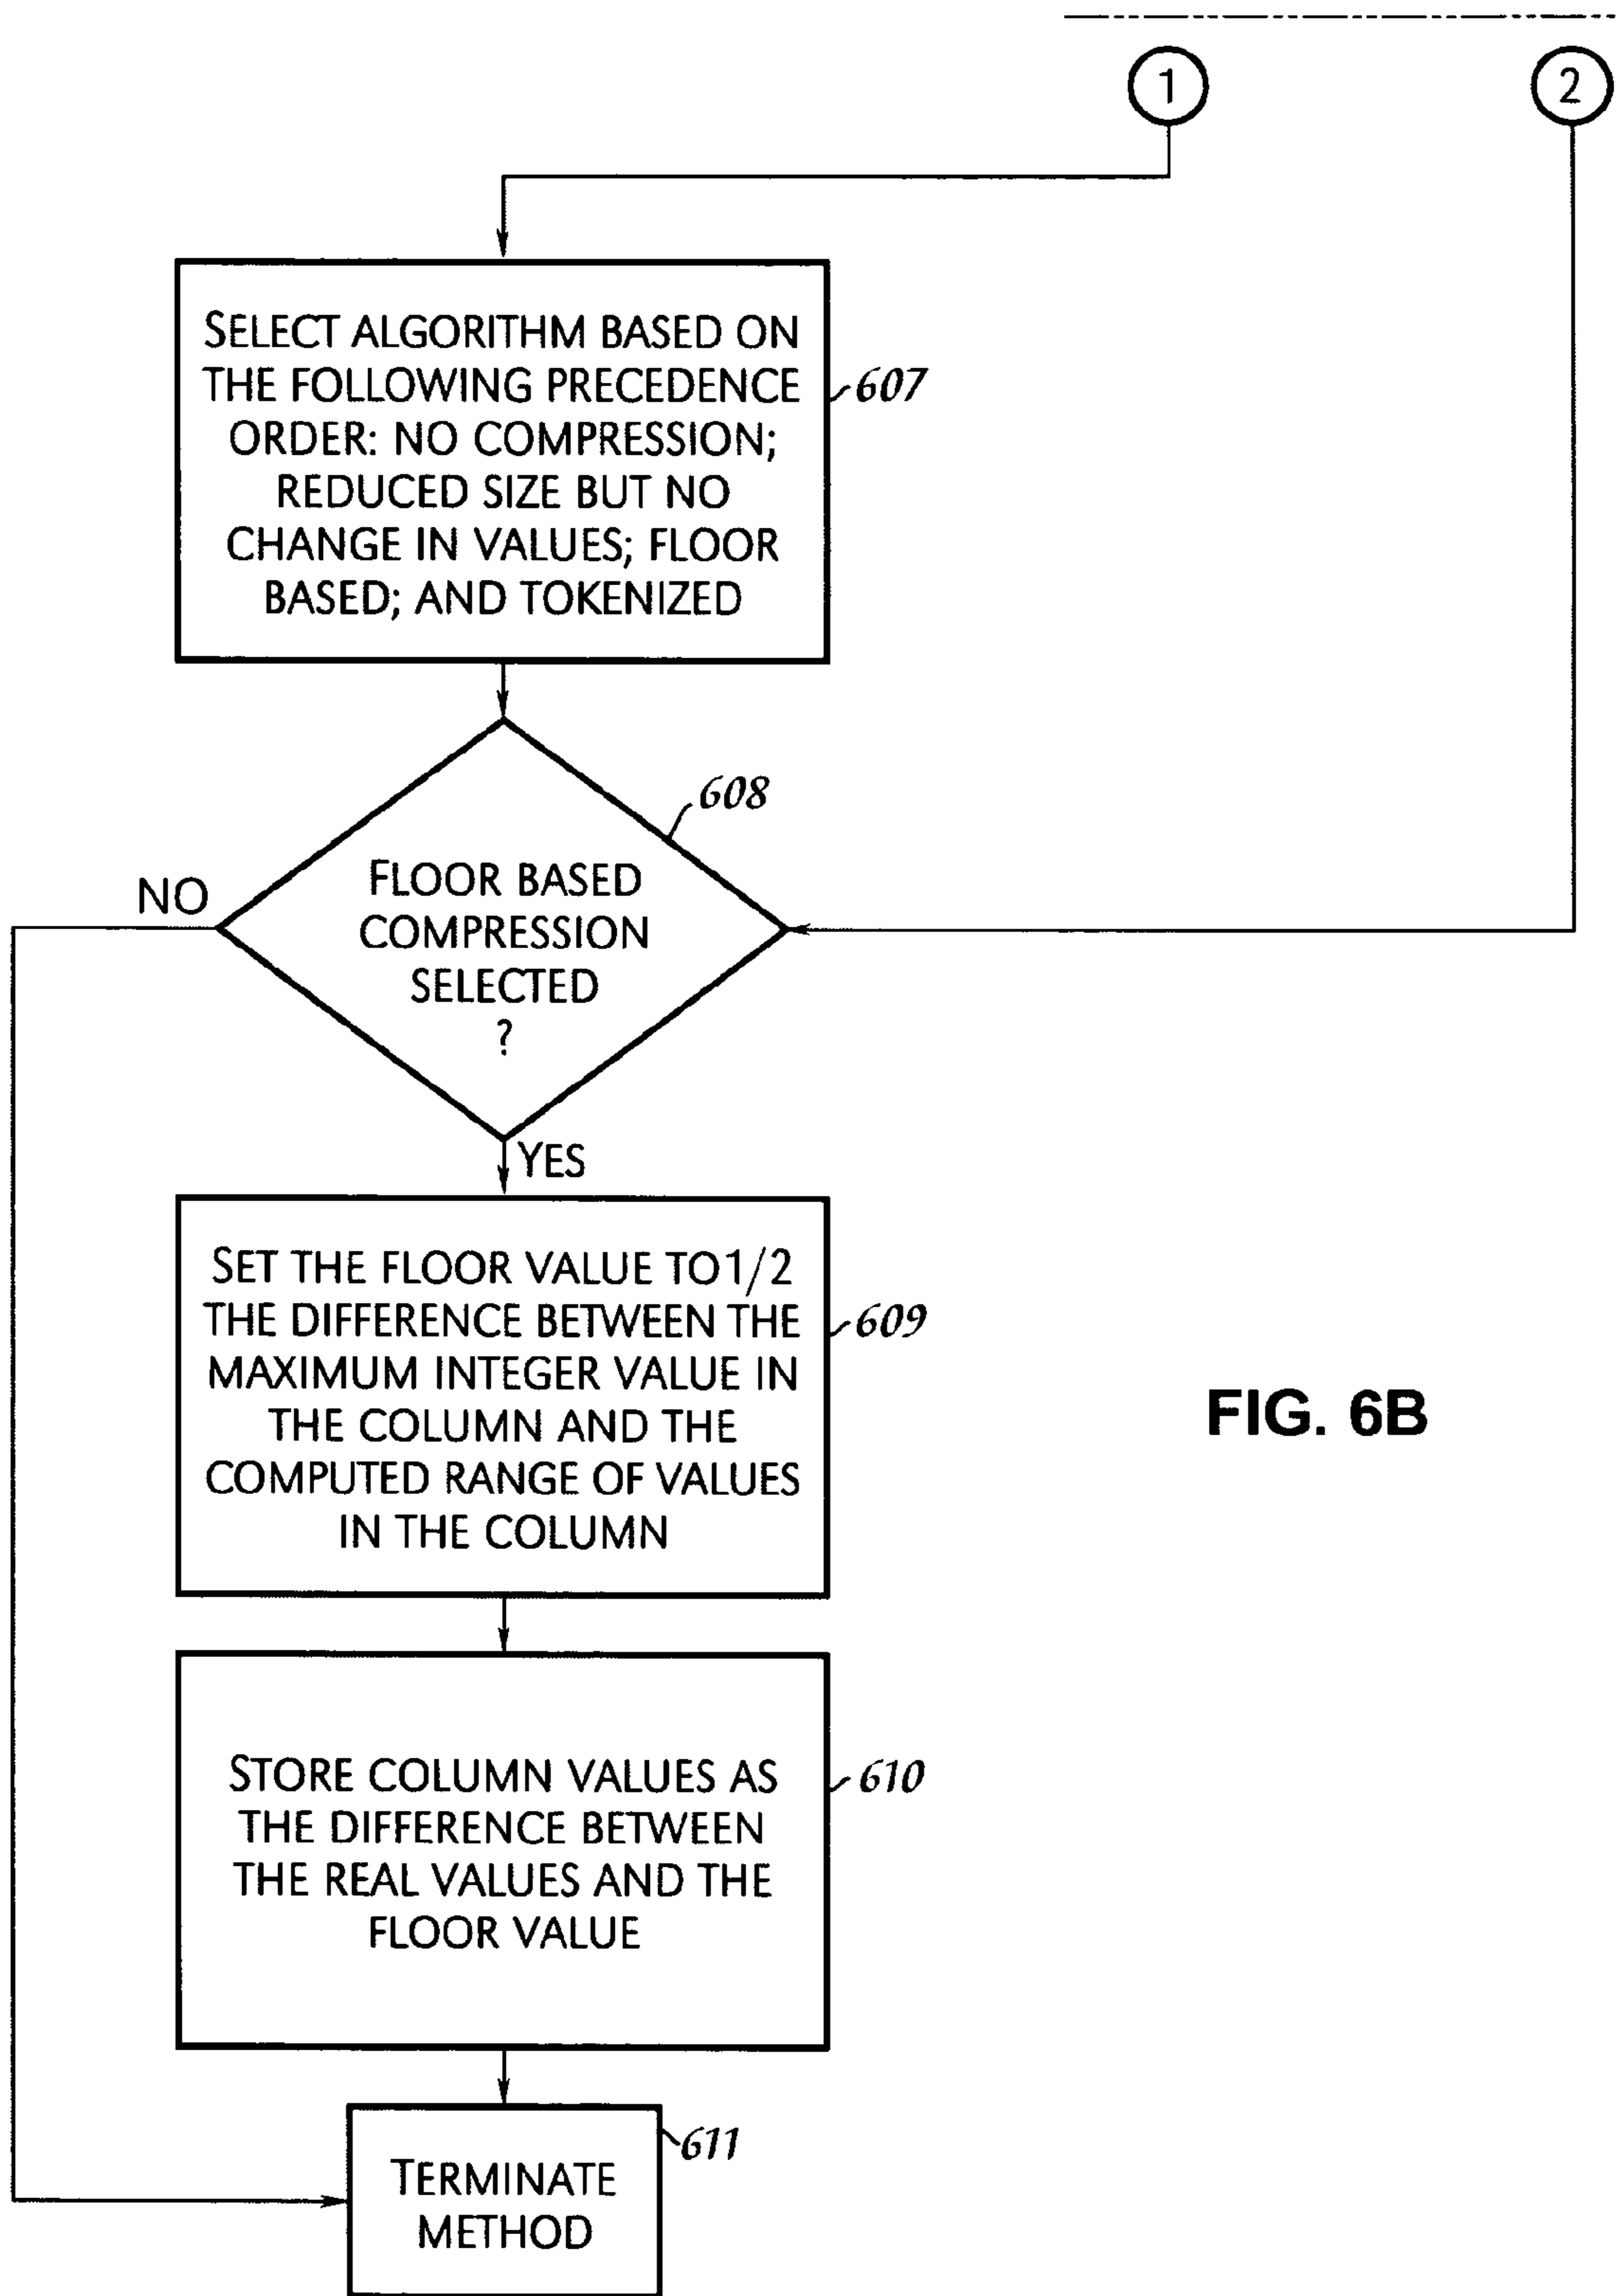 1
2
SELECT ALGORITHM BASED ON
THE FOLLOWING PRECEDENCE
ORDER: NO COMPRESSION;
REDUCED SIZE BUT NO
CHANGE IN VALUES; FLOOR
BASED; AND TOKENIZED
607
608
FLOOR BASED
COMPRESSION
SELECTED
?
NO
YES
SET THE FLOOR VALUE TO 1/2
THE DIFFERENCE BETWEEN THE
MAXIMUM INTEGER VALUE IN
THE COLUMN AND THE
COMPUTED RANGE OF VALUES
IN THE COLUMN
609
FIG. 6B
STORE COLUMN VALUES AS
THE DIFFERENCE BETWEEN
THE REAL VALUES AND THE
FLOOR VALUE
610
TERMINATE
METHOD
611